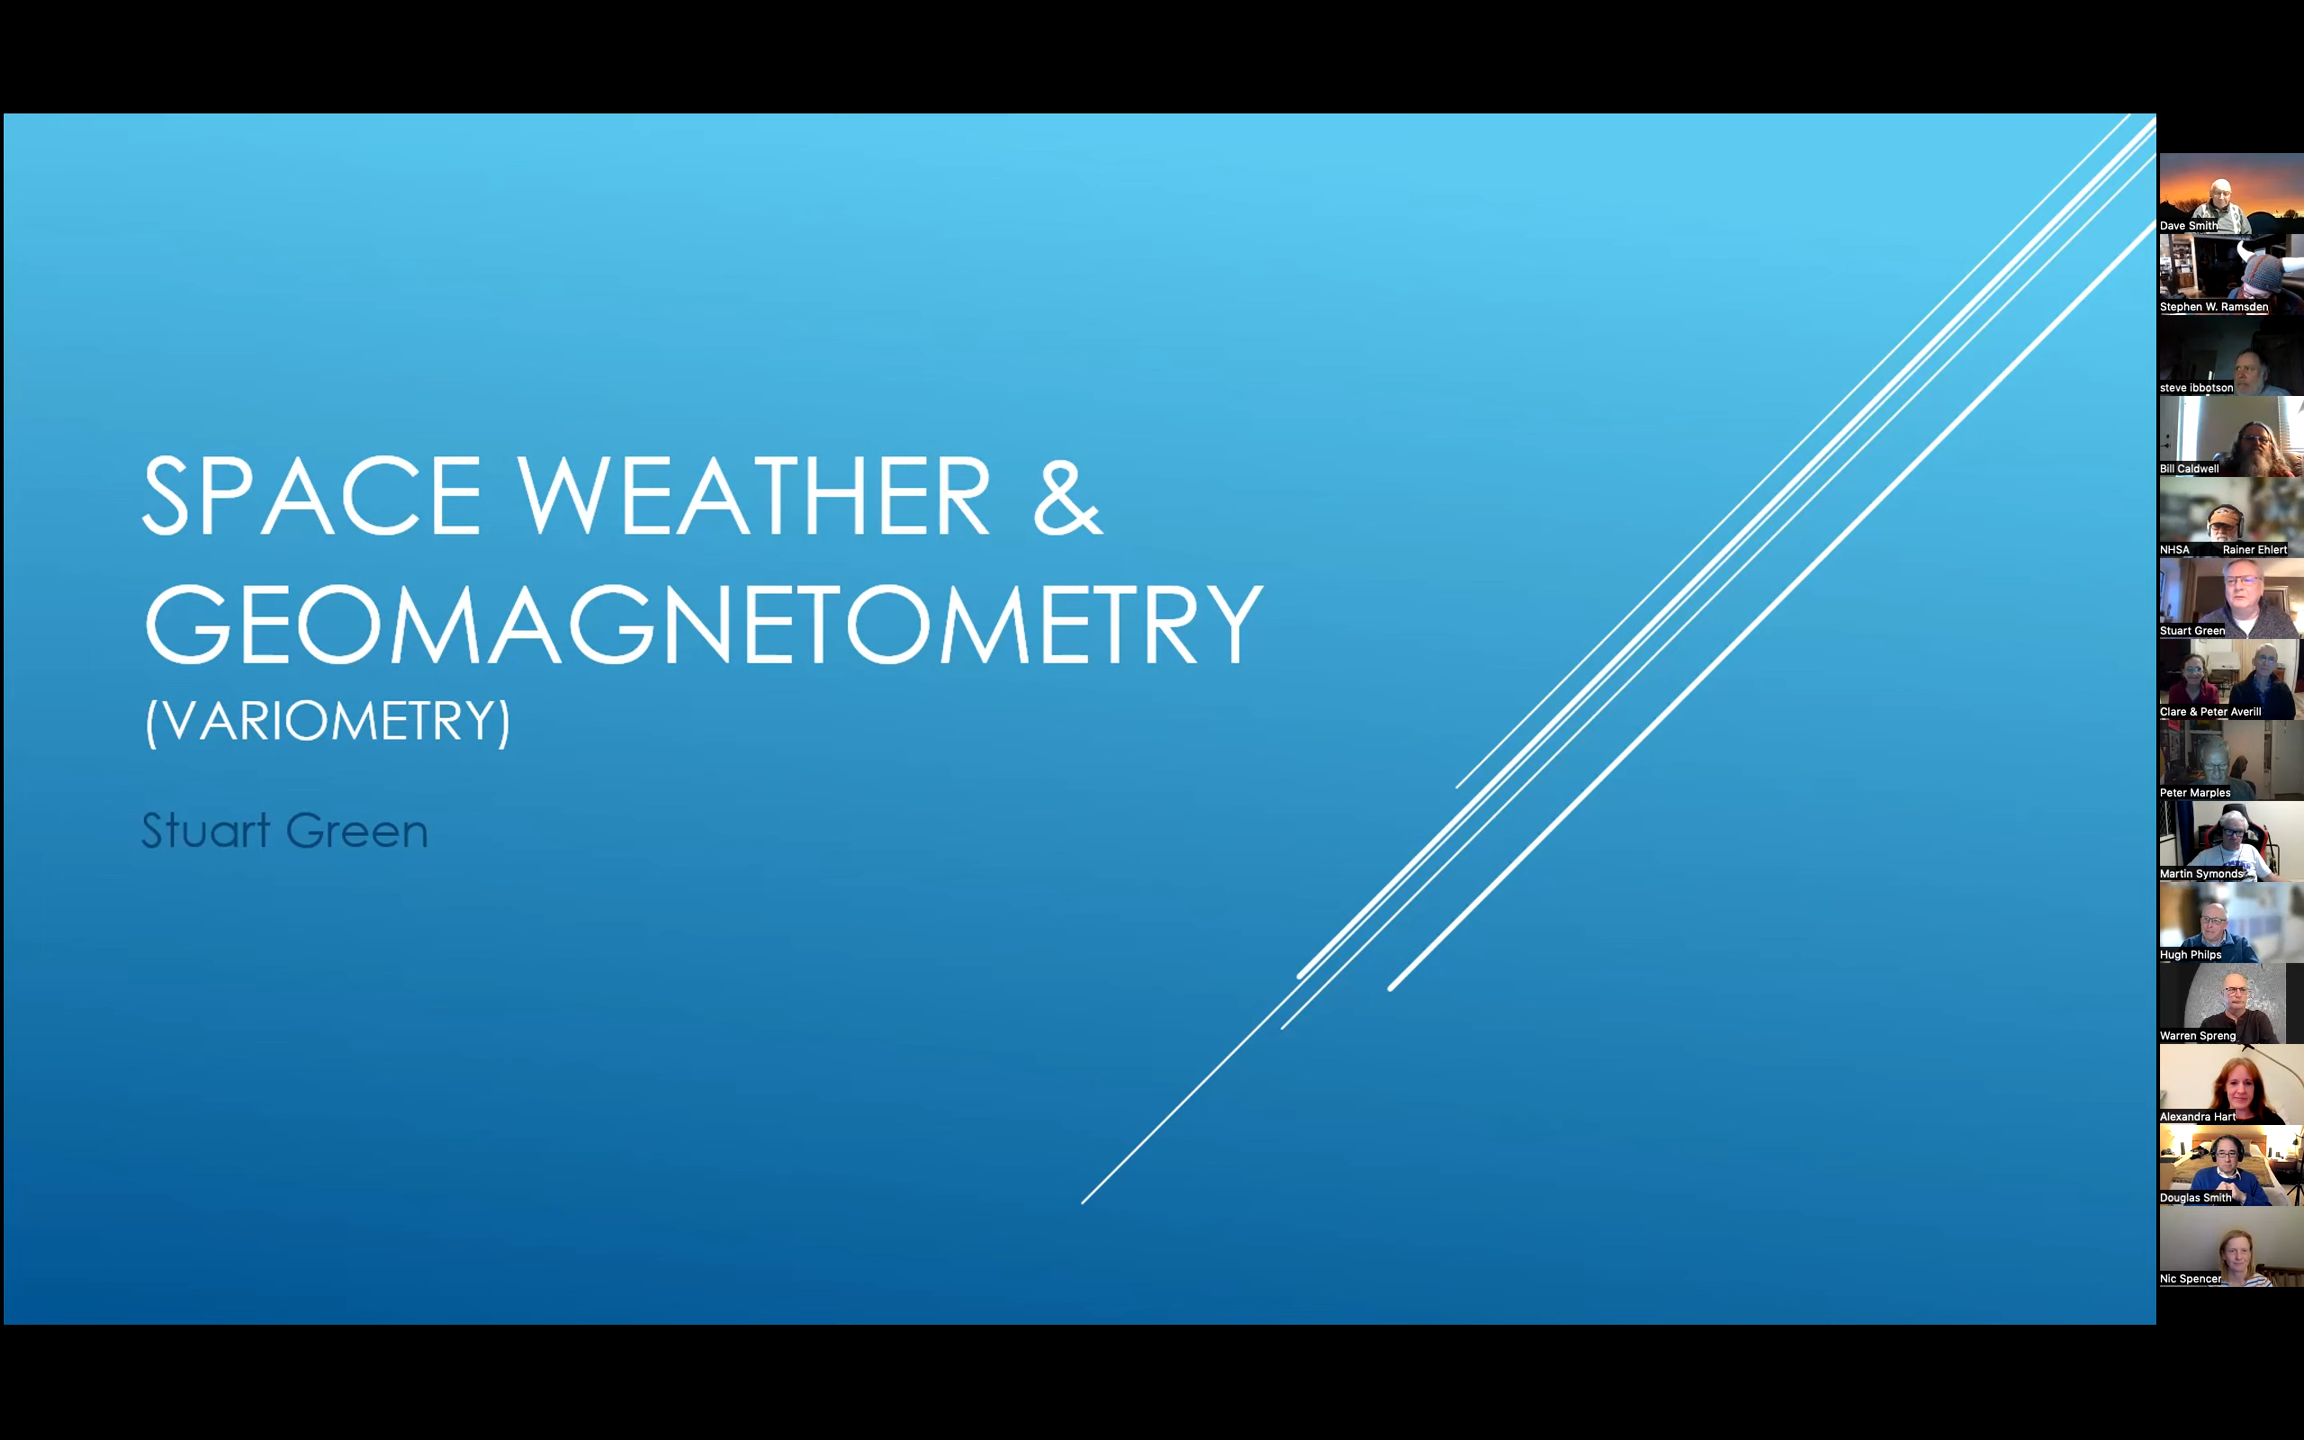 SPACE WEATHER &
GEOMAGNETOMETRY
(VARIOMETRY)
Stuart Green
Dave Smith
Stephen W. Ramsden
steve ibbotson
Bill Caldwell
NHSA Rainer Ehlert
Stuart Green
Clare & Peter Averill
Peter Marples
Martin Symonds
Hugh Philps
Warren Spreng
Alexandra Hart
Douglas Smith
Nic Spencer